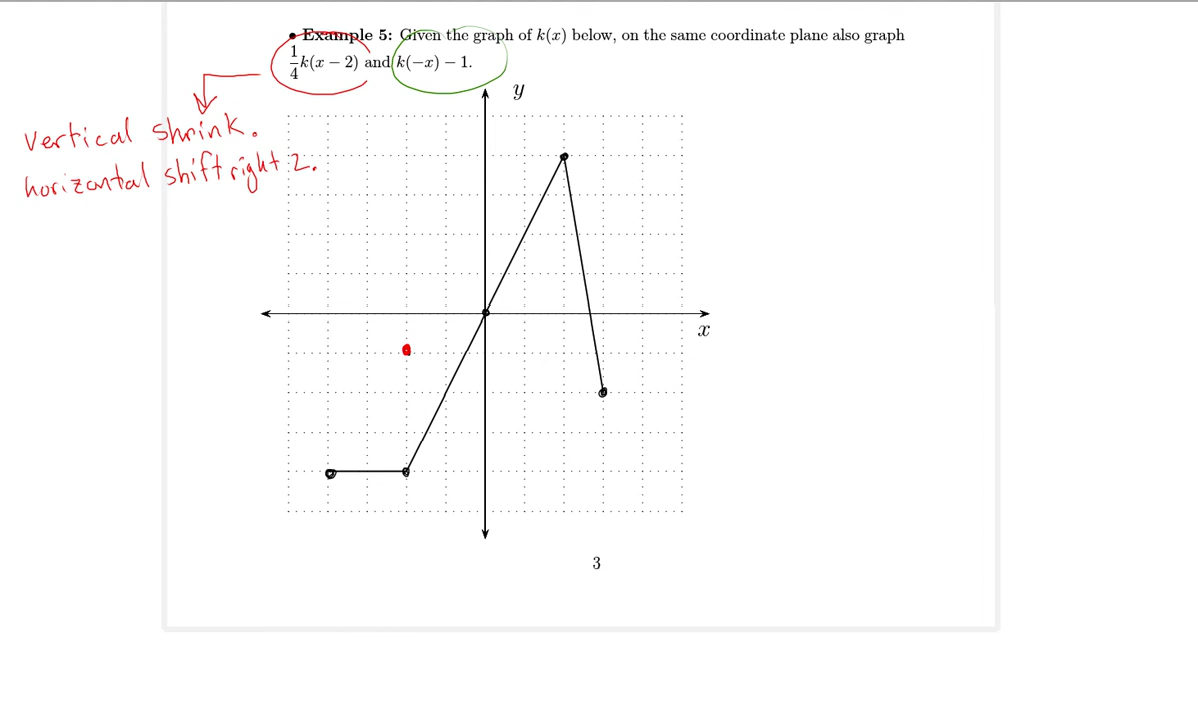 • Example 5: Given the graph of k(x) below, on the same coordinate plane also graph
1/4 k(x − 2) and k(−x) − 1.
y
vertical shrink.
horizontal shift right 2.
x
3